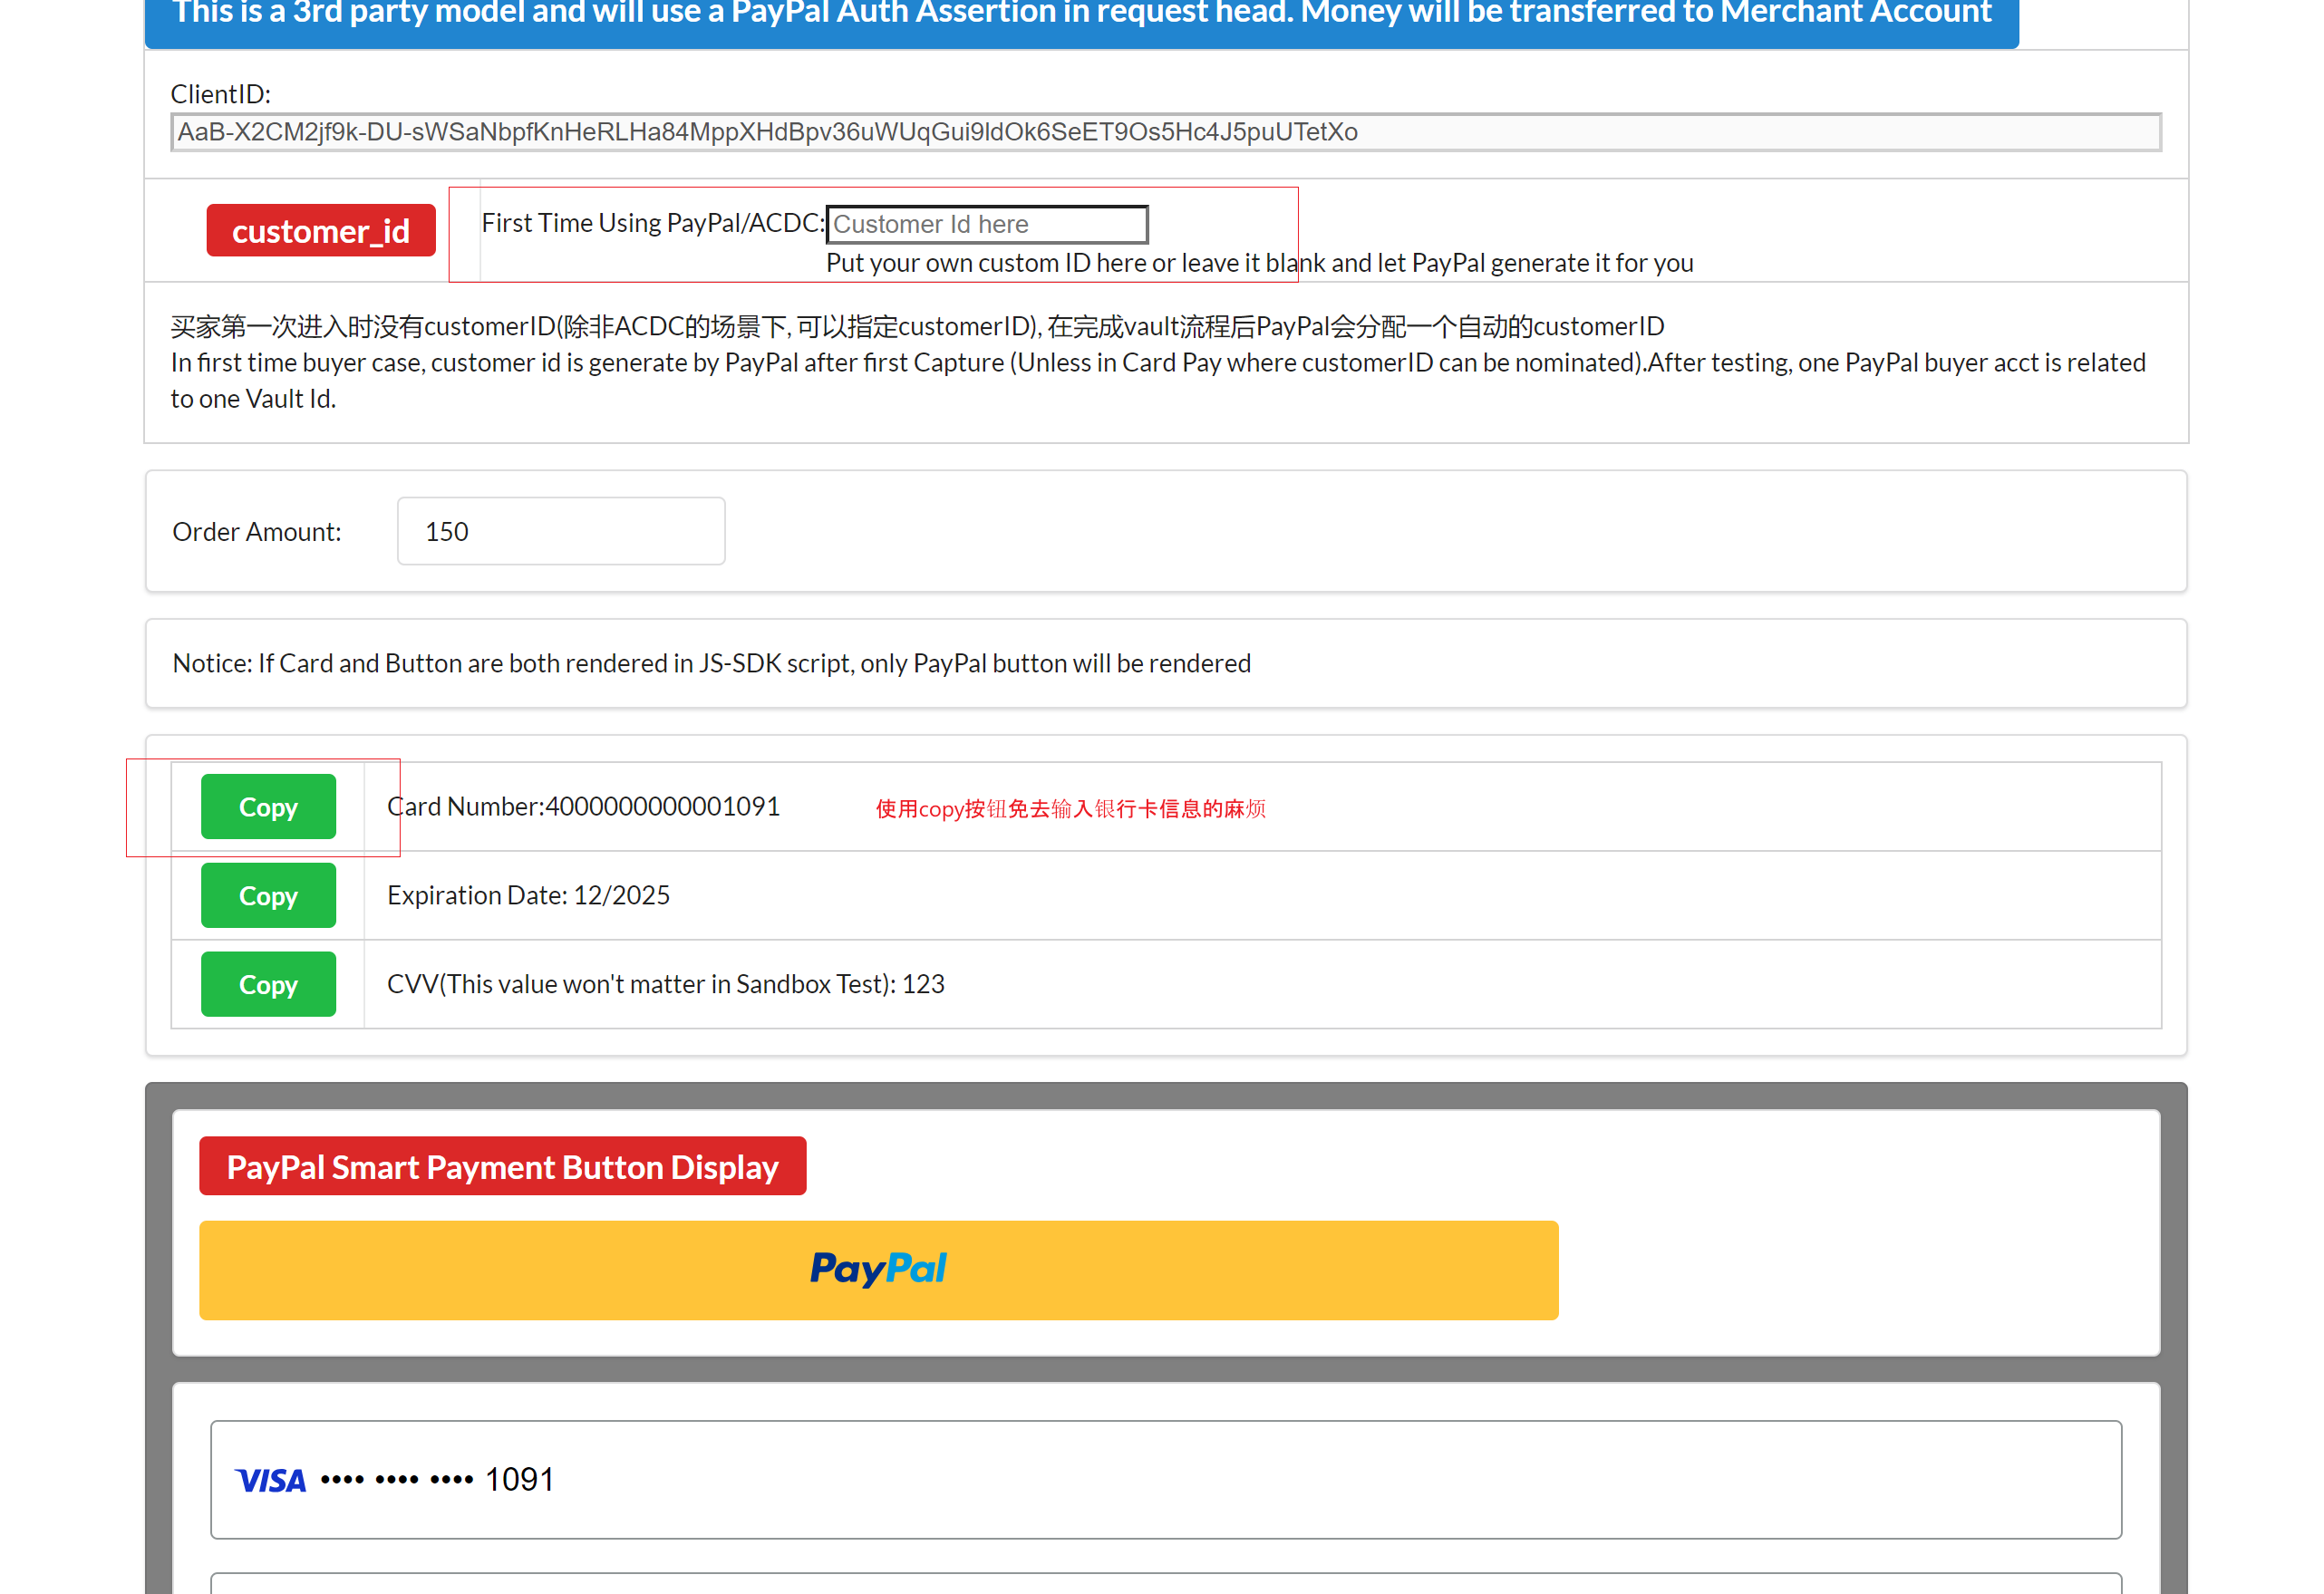 This is a 3rd party model and will use a PayPal Auth Assertion in request head. Money will be transferred to Merchant Account
ClientID:
AaB-X2CM2jf9k-DU-sWSaNbpfKnHeRLHa84MppXHdBpv36uWUqGui9ldOk6SeET9Os5Hc4J5puUTetXo
customer_id
First Time Using PayPal/ACDC: Customer Id here
Put your own custom ID here or leave it blank and let PayPal generate it for you
买家第一次进入时没有customerID(除非ACDC的场景下, 可以指定customerID), 在完成vault流程后PayPal会分配一个自动的customerID
In first time buyer case, customer id is generate by PayPal after first Capture (Unless in Card Pay where customerID can be nominated).After testing, one PayPal buyer acct is related
to one Vault Id.
Order Amount: 150
Notice: If Card and Button are both rendered in JS-SDK script, only PayPal button will be rendered
Copy Card Number:4000000000001091 使用copy按钮免去输入银行卡信息的麻烦
Copy Expiration Date: 12/2025
Copy CVV(This value won't matter in Sandbox Test): 123
PayPal Smart Payment Button Display
PayPal
VISA •••• •••• •••• 1091